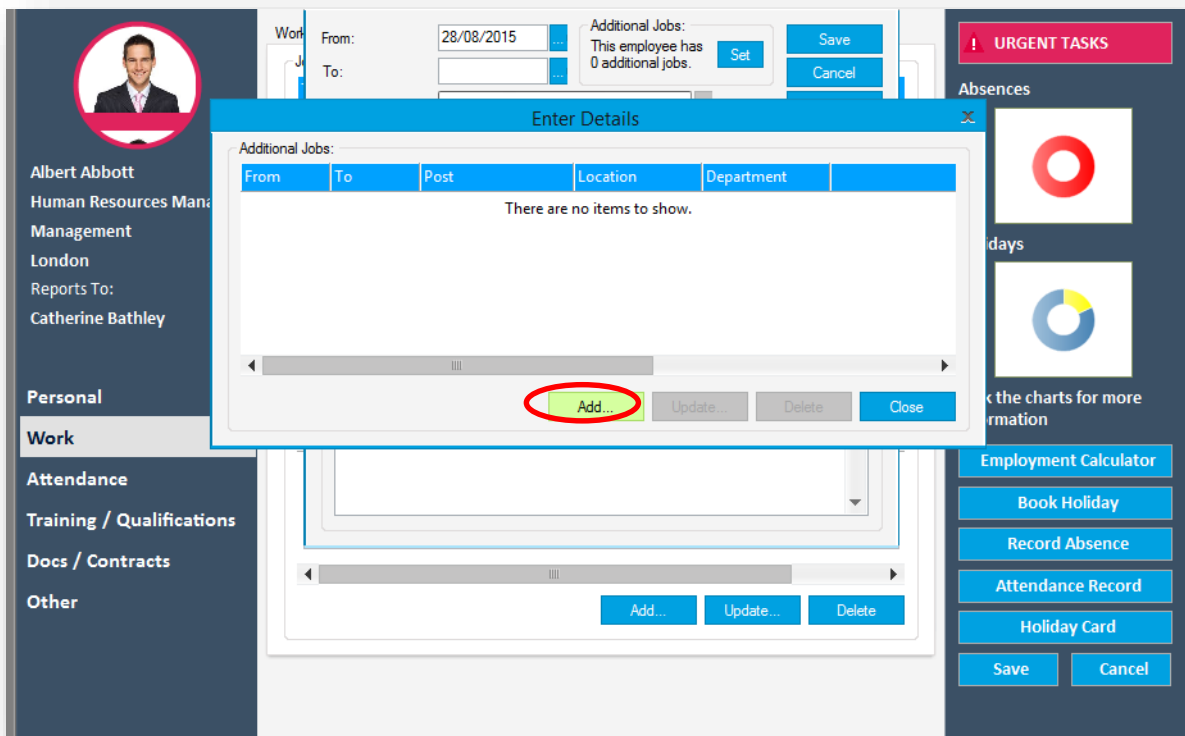 Albert Abbott
Human Resources Mana
Management
London
Reports To:
Catherine Bathley
Personal
Work
Attendance
Training / Qualifications
Docs / Contracts
Other
Work
From:
28/08/2015
...
To:
...
Additional Jobs:
This employee has
0 additional jobs.
Set
Save
Cancel
Enter Details
x
Additional Jobs:
From To Post Location Department
There are no items to show.
Add... Update... Delete Close
Add... Update... Delete
! URGENT TASKS
Absences
idays
k the charts for more
rmation
Employment Calculator
Book Holiday
Record Absence
Attendance Record
Holiday Card
Save Cancel